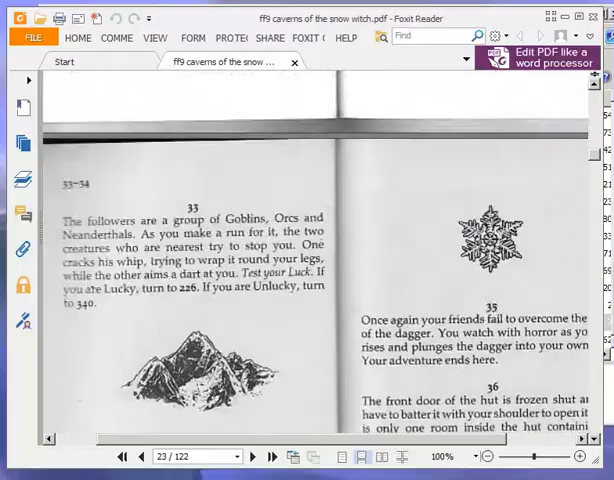 ff9 caverns of the snow witch.pdf - Foxit Reader
FILE HOME COMME VIEW FORM PROTE SHARE FOXIT C HELP Find
Start ff9 caverns of the snow ...
Edit PDF like a
word processor
33-34
33
The followers are a group of Goblins, Orcs and
Neanderthals. As you make a run for it, the two
creatures who are nearest try to stop you. One
cracks his whip, trying to wrap it round your legs,
while the other aims a dart at you. Test your Luck. If
you are Lucky, turn to 226. If you are Unlucky, turn
to 340.
35
Once again your friends fail to overcome the
of the dagger. You watch with horror as yo
rises and plunges the dagger into your own
Your adventure ends here.
36
The front door of the hut is frozen shut ar
have to batter it with your shoulder to open it
is only one room inside the hut containi
23 / 122 100%